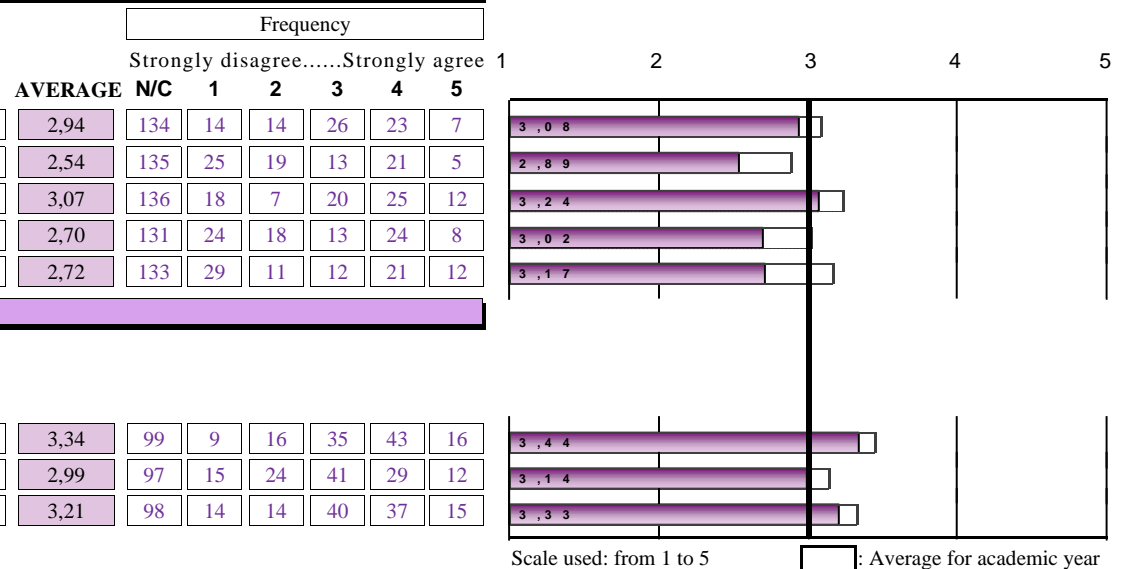 Frequency
Strongly disagree......Strongly agree 1 2 3 4 5
AVERAGE N/C 1 2 3 4 5
2,94 134 14 14 26 23 7 3,08
2,54 135 25 19 13 21 5 2,89
3,07 136 18 7 20 25 12 3,24
2,70 131 24 18 13 24 8 3,02
2,72 133 29 11 12 21 12 3,17
3,34 99 9 16 35 43 16 3,44
2,99 97 15 24 41 29 12 3,14
3,21 98 14 14 40 37 15 3,33
Scale used: from 1 to 5 : Average for academic year